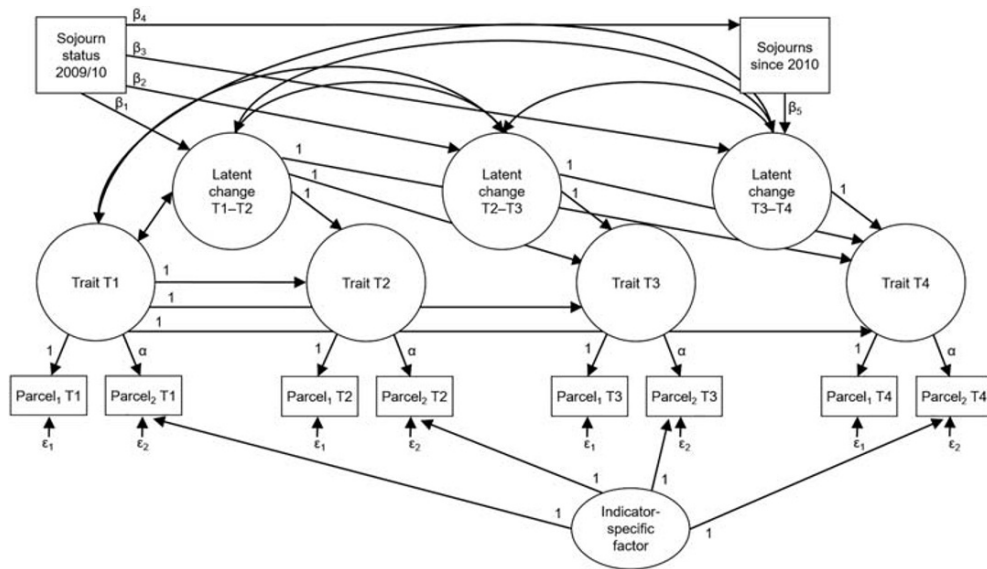 β₄
Sojourn
status
2009/10
β₃
β₂
β₁
Sojourns
since 2010
β₅
Latent
change
T1–T2
1
1
1
Latent
change
T2–T3
1
1
Latent
change
T3–T4
1
Trait T1
1
1
1
Trait T2
Trait T3
Trait T4
1
α
1
α
1
α
1
α
Parcel₁ T1
Parcel₂ T1
Parcel₁ T2
Parcel₂ T2
Parcel₁ T3
Parcel₂ T3
Parcel₁ T4
Parcel₂ T4
ε₁
ε₂
ε₁
ε₂
ε₁
ε₂
ε₁
ε₂
1
1
1
1
Indicator-
specific
factor